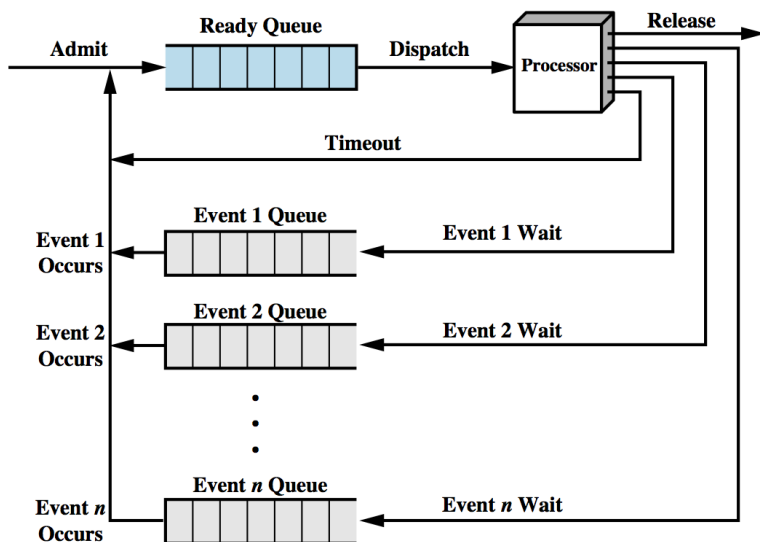 Ready Queue
Release
Admit
Dispatch
Processor
Timeout
Event 1 Queue
Event 1
Occurs
Event 1 Wait
Event 2 Queue
Event 2
Occurs
Event 2 Wait
Event n Queue
Event n
Occurs
Event n Wait